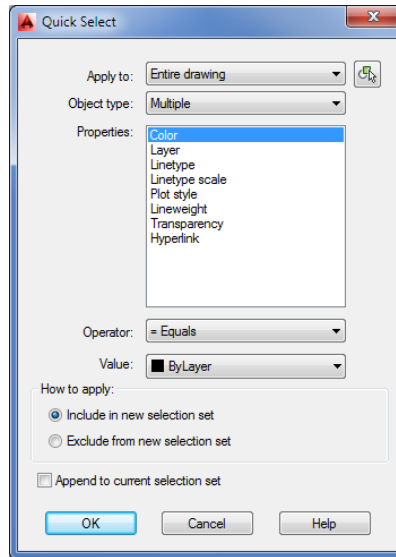 Quick Select
Apply to: Entire drawing
Object type: Multiple
Properties: Color
Layer
Linetype
Linetype scale
Plot style
Lineweight
Transparency
Hyperlink
Operator: = Equals
Value: ByLayer
How to apply:
Include in new selection set
Exclude from new selection set
Append to current selection set
OK Cancel Help